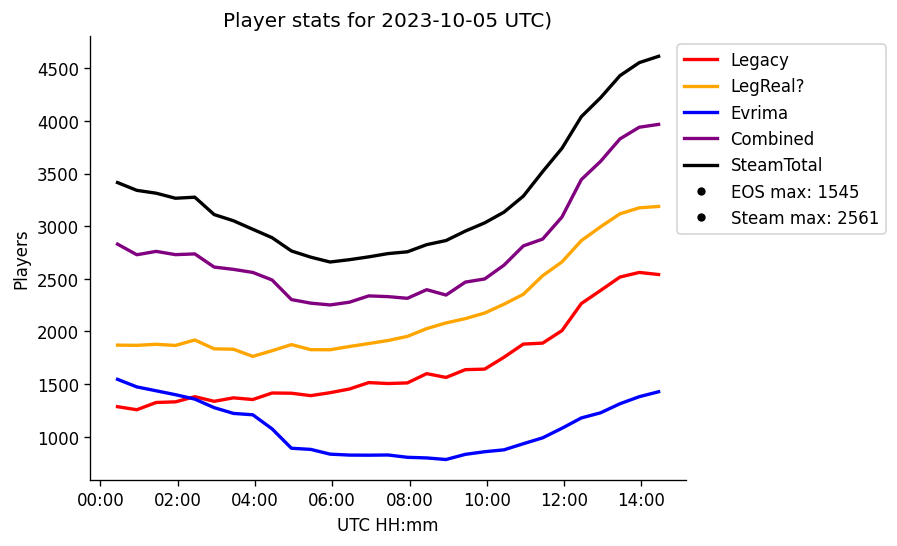 Player stats for 2023-10-05 UTC)
Players
4500
4000
3500
3000
2500
2000
1500
1000
00:00 02:00 04:00 06:00 08:00 10:00 12:00 14:00
UTC HH:mm
Legacy
LegReal?
Evrima
Combined
SteamTotal
EOS max: 1545
Steam max: 2561